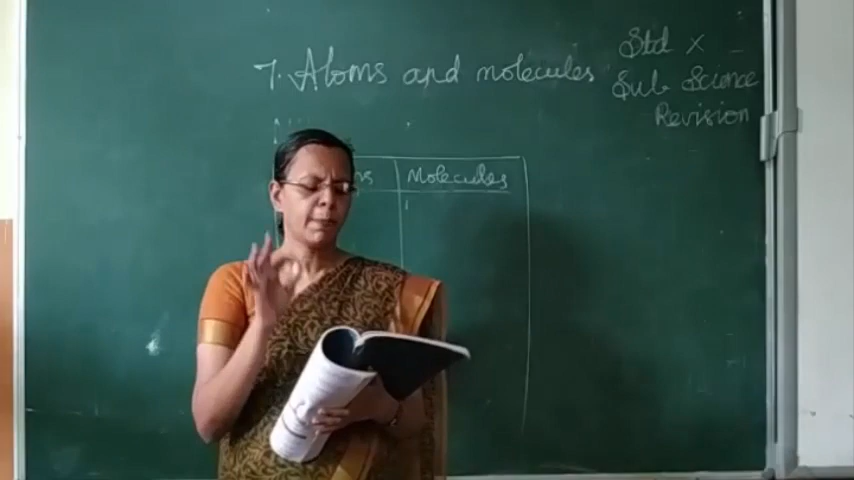 7. Atoms and molecules
Std X
Sub Science
Revision
Molecules